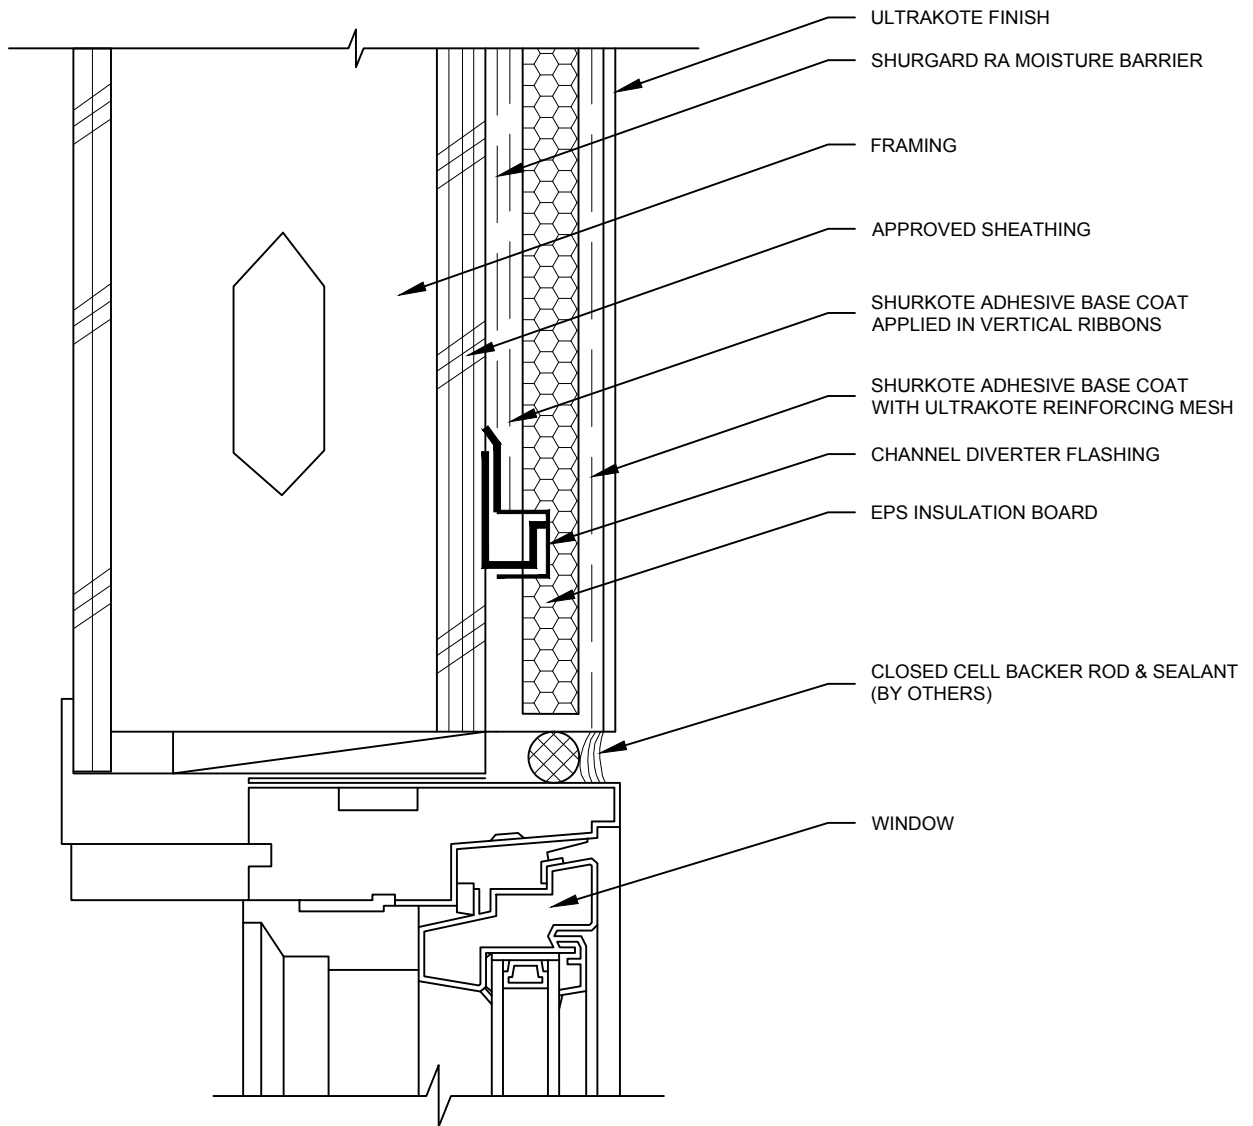 ULTRAKOTE FINISH
SHURGARD RA MOISTURE BARRIER
FRAMING
APPROVED SHEATHING
SHURKOTE ADHESIVE BASE COAT
APPLIED IN VERTICAL RIBBONS
SHURKOTE ADHESIVE BASE COAT
WITH ULTRAKOTE REINFORCING MESH
CHANNEL DIVERTER FLASHING
EPS INSULATION BOARD
CLOSED CELL BACKER ROD & SEALANT
(BY OTHERS)
WINDOW